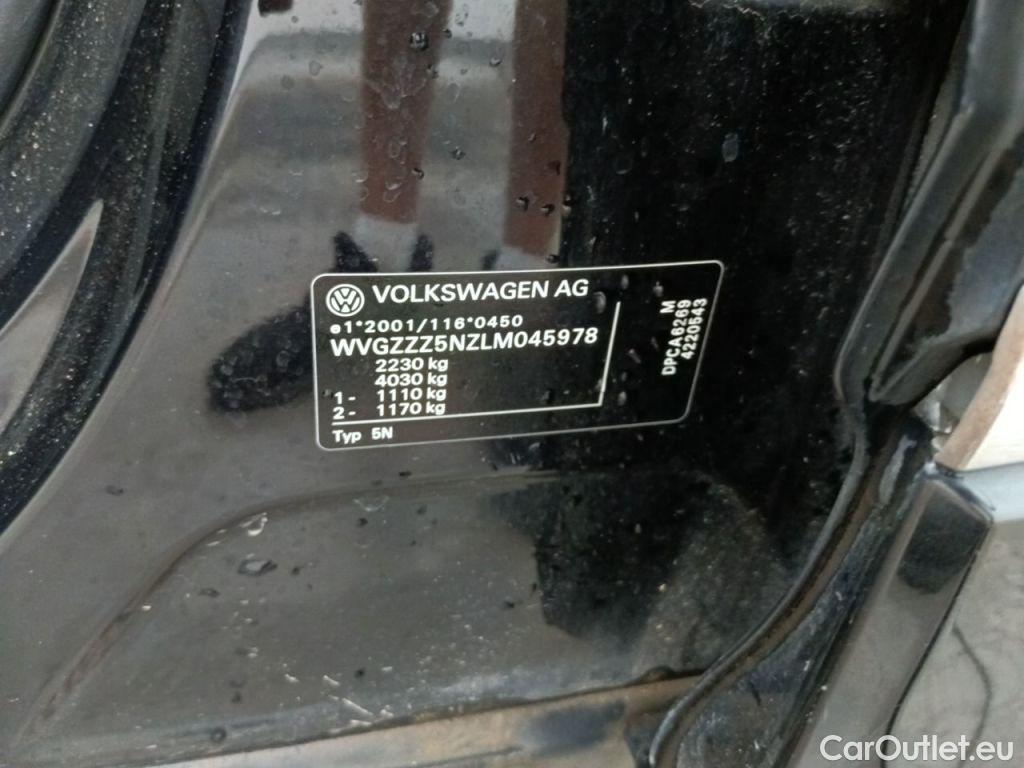 VOLKSWAGEN AG
e1*2001/116*0450
WVGZZZ5NZLM045978
2230 kg
4030 kg
1- 1110 kg
2- 1170 kg
Typ 5N
M
DPCA6269
4220543
CarOutlet.eu